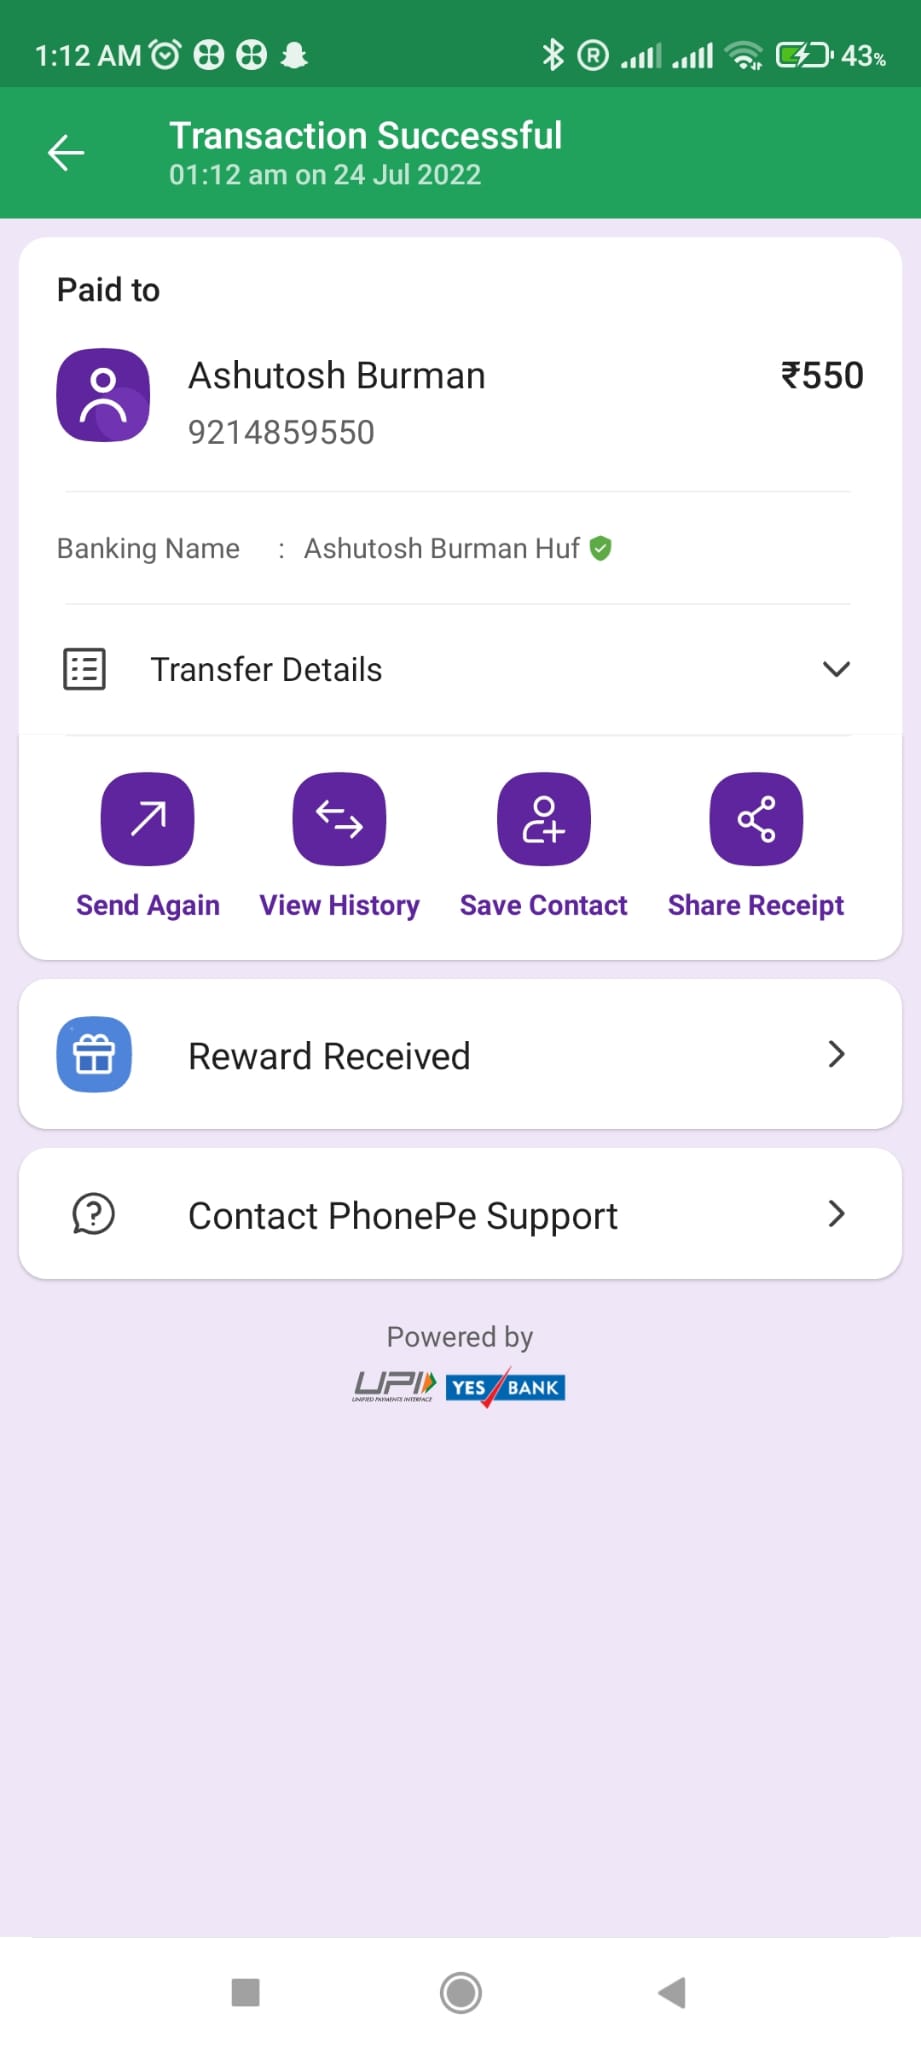 1:12 AM
R
43%
Transaction Successful
01:12 am on 24 Jul 2022
Paid to
Ashutosh Burman
₹550
9214859550
Banking Name : Ashutosh Burman Huf
Transfer Details
Send Again
View History
Save Contact
Share Receipt
Reward Received
Contact PhonePe Support
Powered by
UPI
UNIFIED PAYMENTS INTERFACE
YES BANK